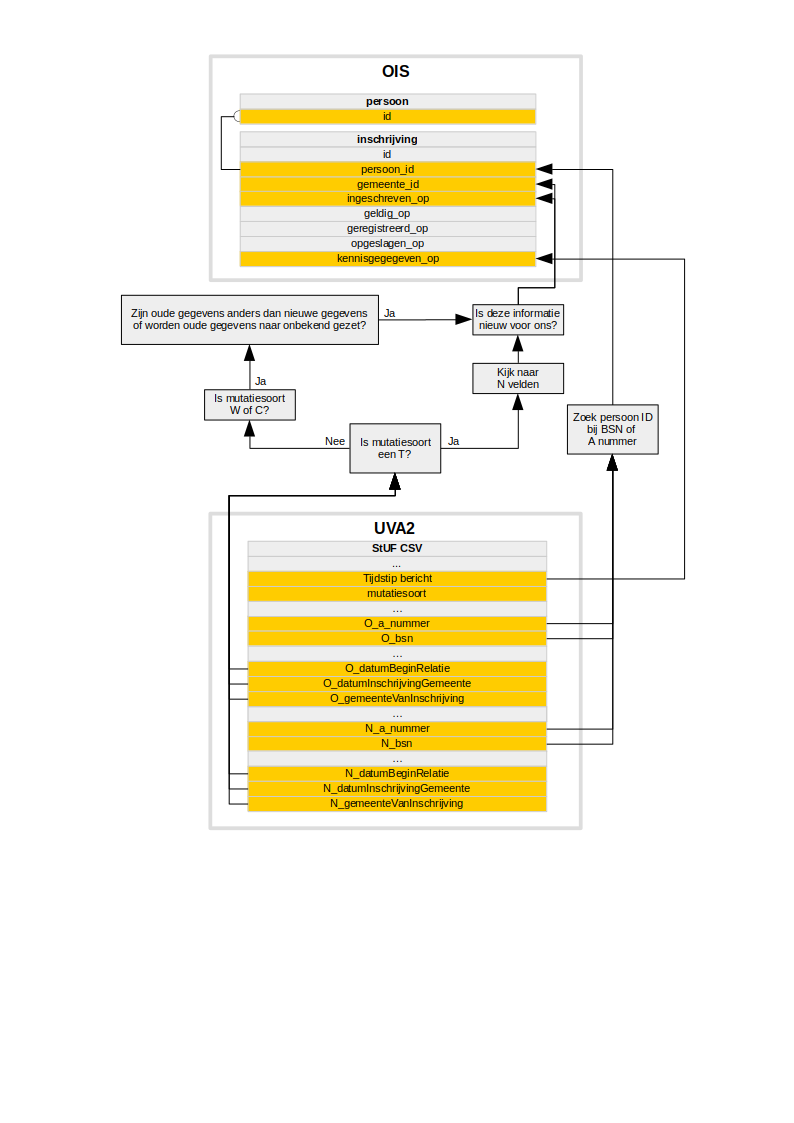 OIS
persoon
id
inschrijving
id
persoon_id
gemeente_id
ingeschreven_op
geldig_op
geregistreerd_op
opgeslagen_op
kennisgegeven_op
Zijn oude gegevens anders dan nieuwe gegevens
of worden oude gegevens naar onbekend gezet?
Ja
Is deze informatie
nieuw voor ons?
Kijk naar
N velden
Ja
Is mutatiesoort
W of C?
Zoek persoon ID
bij BSN of
A nummer
Nee
Is mutatiesoort
een T?
Ja
UVA2
StUF CSV
...
Tijdstip bericht
mutatiesoort
...
O_a_nummer
O_bsn
...
O_datumBeginRelatie
O_datumInschrijvingGemeente
O_gemeenteVanInschrijving
...
N_a_nummer
N_bsn
...
N_datumBeginRelatie
N_datumInschrijvingGemeente
N_gemeenteVanInschrijving